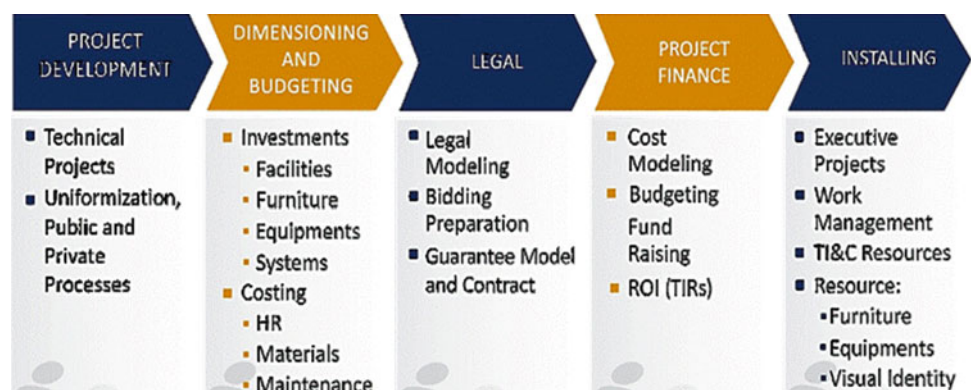 PROJECT
DEVELOPMENT
DIMENSIONING
AND
BUDGETING
LEGAL
PROJECT
FINANCE
INSTALLING
Technical
Projects
Uniformization,
Public and
Private
Processes
Investments
Facilities
Furniture
Equipments
Systems
Costing
HR
Materials
Maintenance
Legal
Modeling
Bidding
Preparation
Guarantee Model
and Contract
Cost
Modeling
Budgeting
Fund
Raising
ROI (TIRs)
Executive
Projects
Work
Management
TI&C Resources
Resource:
Furniture
Equipments
Visual Identity